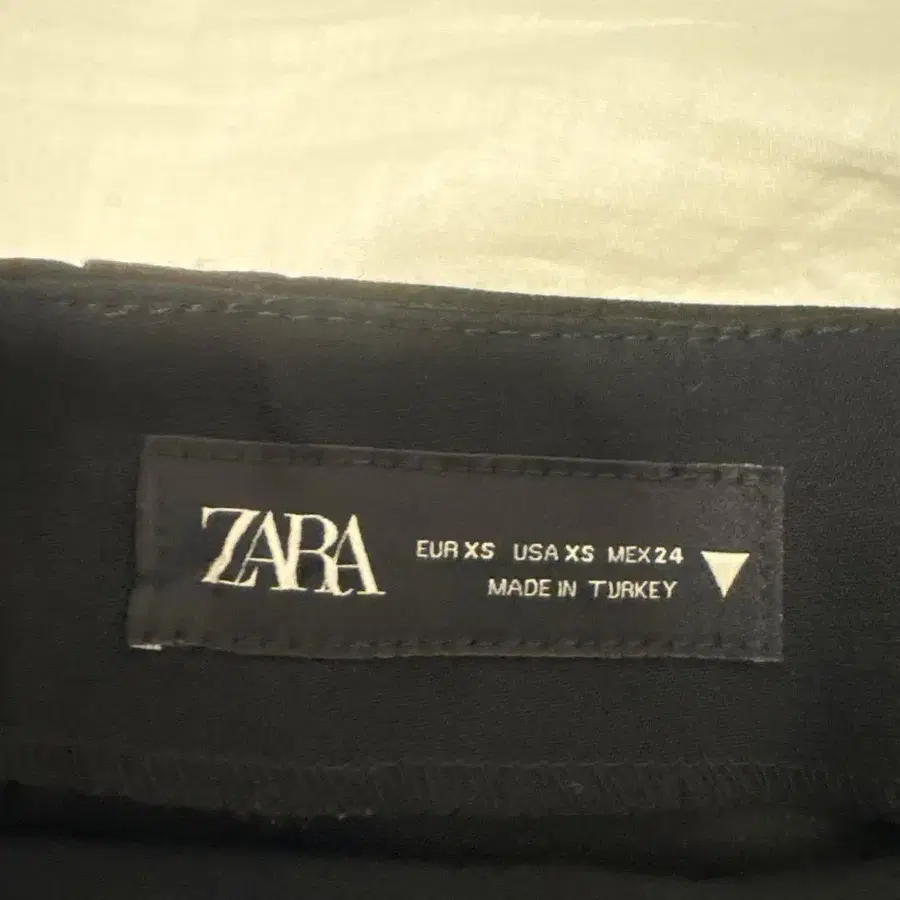 ZARA
EUR XS USA XS MEX 24
MADE IN TURKEY